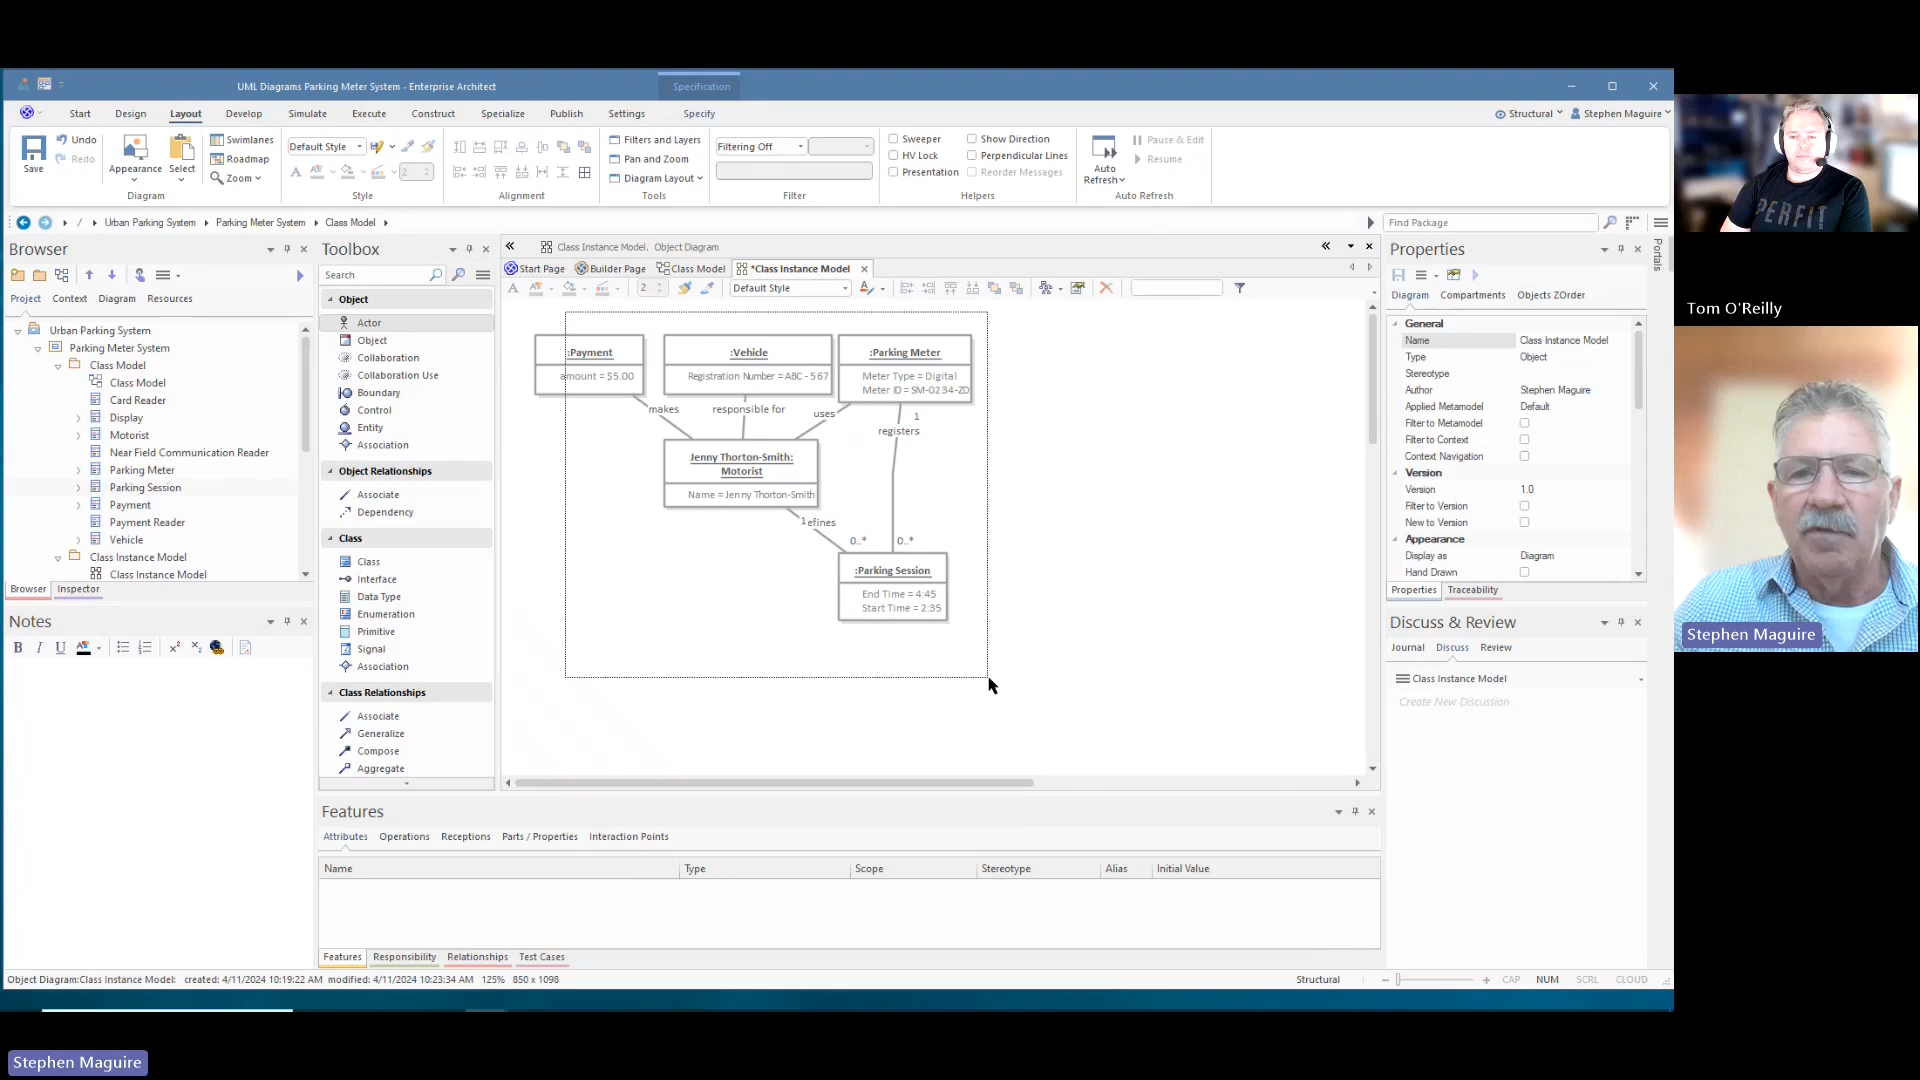 UML Diagrams Parking Meter System - Enterprise Architect
Specification
Start Design Layout Develop Simulate Execute Construct Specialize Publish Settings Specify
Structural Stephen Maguire
Save
Undo
Redo
Appearance
Select
Swimlanes
Roadmap
Zoom
Diagram
Default Style
2
Style
Alignment
Filters and Layers
Pan and Zoom
Diagram Layout
Tools
Filtering Off
Filter
Sweeper
HV Lock
Presentation
Show Direction
Perpendicular Lines
Reorder Messages
Helpers
Auto Refresh
Pause & Edit
Resume
Auto Refresh
/ Urban Parking System Parking Meter System Class Model
Find Package
Browser
Project Context Diagram Resources
Urban Parking System
Parking Meter System
Class Model
Class Model
Card Reader
Display
Motorist
Near Field Communication Reader
Parking Meter
Parking Session
Payment
Payment Reader
Vehicle
Class Instance Model
Class Instance Model
Browser Inspector
Notes
B I U
Toolbox
Search
Object
Actor
Object
Collaboration
Collaboration Use
Boundary
Control
Entity
Association
Object Relationships
Associate
Dependency
Class
Class
Interface
Data Type
Enumeration
Primitive
Signal
Association
Class Relationships
Associate
Generalize
Compose
Aggregate
Class Instance Model. Object Diagram
Start Page Builder Page Class Model *Class Instance Model
2 Default Style
:Payment
amount = $5.00
:Vehicle
Registration Number = ABC - 567
:Parking Meter
Meter Type = Digital
Meter ID = SM-0234-ZD
makes
responsible for
uses
1
registers
Jenny Thorton-Smith:
Motorist
Name = Jenny Thorton-Smith
1
efines
0..*
0..*
:Parking Session
End Time = 4:45
Start Time = 2:35
Properties
Diagram Compartments Objects ZOrder
General
Name Class Instance Model
Type Object
Stereotype
Author Stephen Maguire
Applied Metamodel Default
Filter to Metamodel
Filter to Context
Context Navigation
Version
Version 1.0
Filter to Version
New to Version
Appearance
Display as Diagram
Hand Drawn
Properties Traceability
Portals
Discuss & Review
Journal Discuss Review
Class Instance Model
Create New Discussion
Features
Attributes Operations Receptions Parts / Properties Interaction Points
Name Type Scope Stereotype Alias Initial Value
Features Responsibility Relationships Test Cases
Object Diagram:Class Instance Model: created: 4/11/2024 10:19:22 AM modified: 4/11/2024 10:23:34 AM 125% 850 x 1098
Structural CAP NUM SCRL CLOUD
PERFIT
Tom O'Reilly
Stephen Maguire
Stephen Maguire